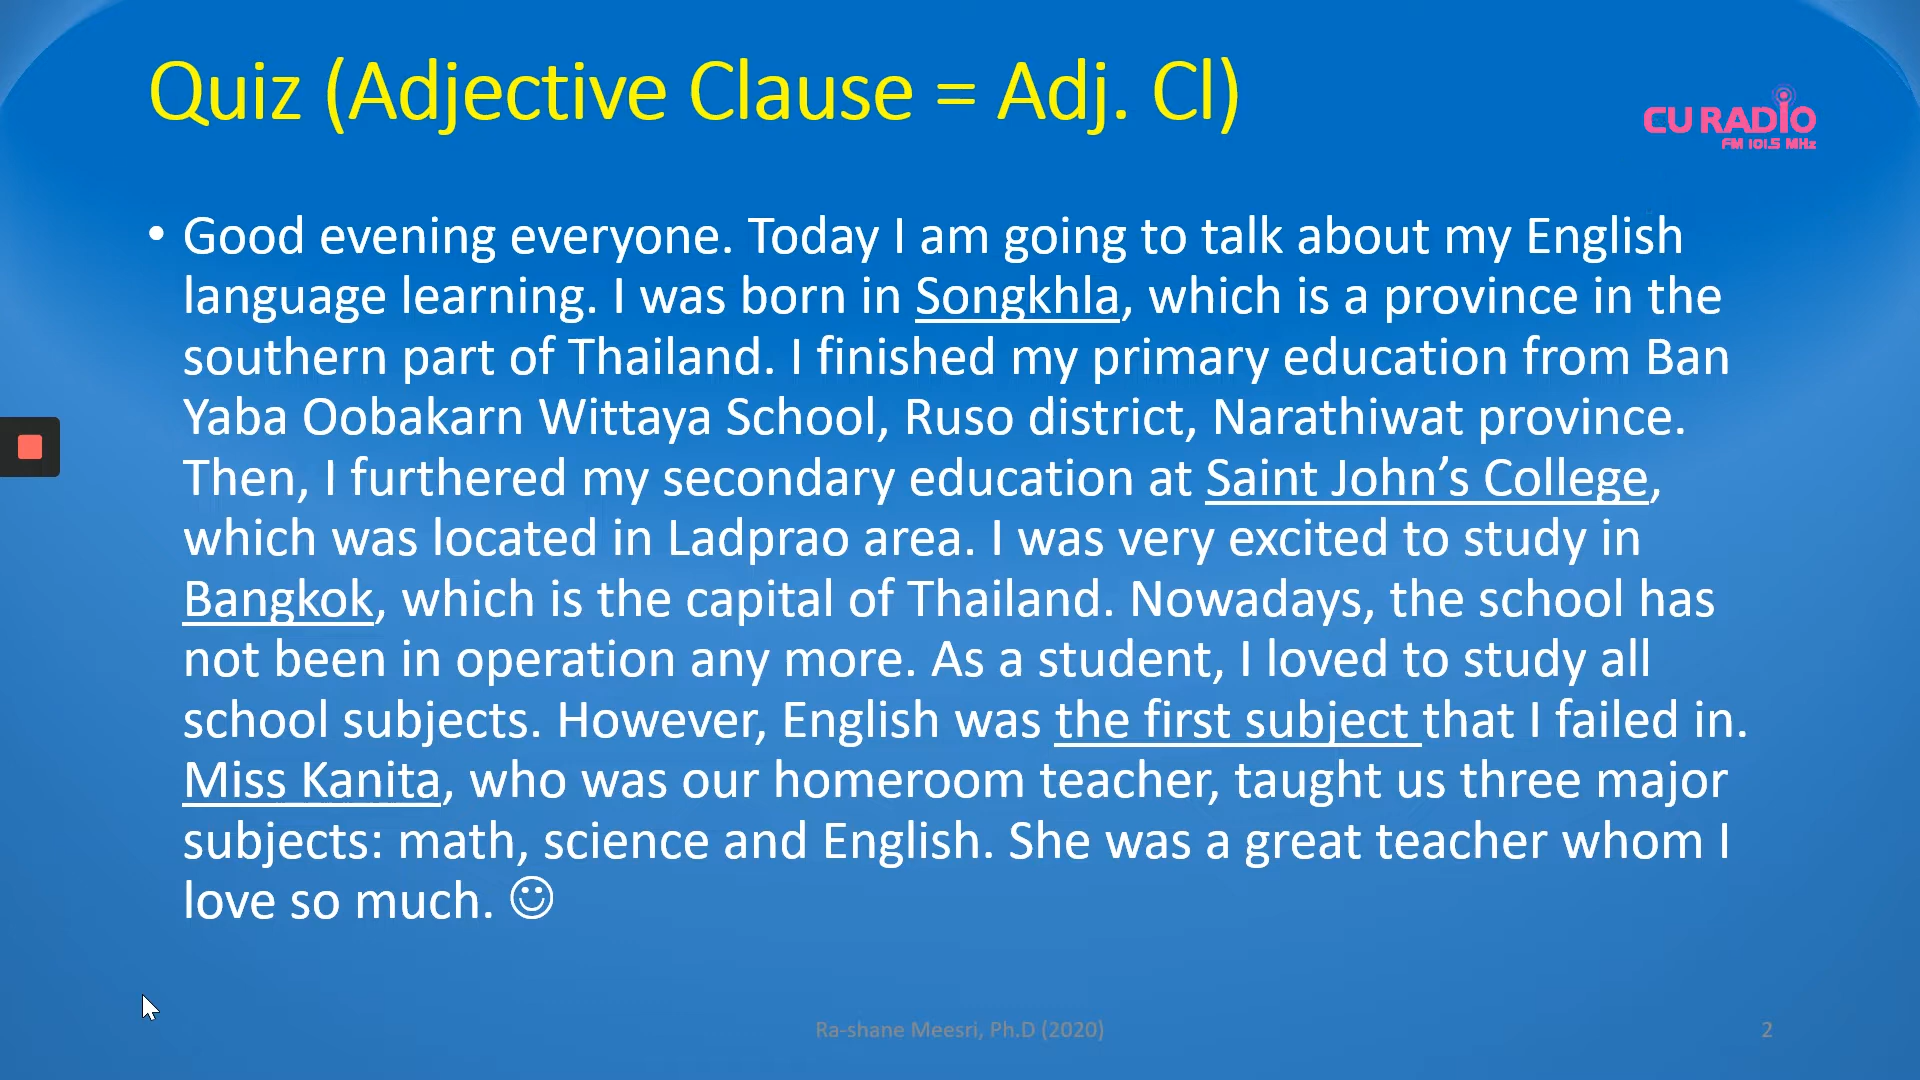 Quiz (Adjective Clause = Adj. Cl)
CU RADIO
FM 101.5 MHz
• Good evening everyone. Today I am going to talk about my English
language learning. I was born in Songkhla, which is a province in the
southern part of Thailand. I finished my primary education from Ban
Yaba Oobakarn Wittaya School, Ruso district, Narathiwat province.
Then, I furthered my secondary education at Saint John’s College,
which was located in Ladprao area. I was very excited to study in
Bangkok, which is the capital of Thailand. Nowadays, the school has
not been in operation any more. As a student, I loved to study all
school subjects. However, English was the first subject that I failed in.
Miss Kanita, who was our homeroom teacher, taught us three major
subjects: math, science and English. She was a great teacher whom I
love so much. ☺
Ra-shane Meesri, Ph.D (2020)
2